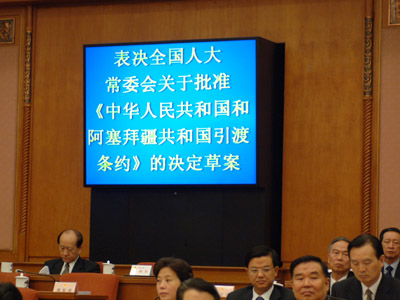 表决全国人大
常委会关于批准
《中华人民共和国和
阿塞拜疆共和国引渡
条约》的决定草案